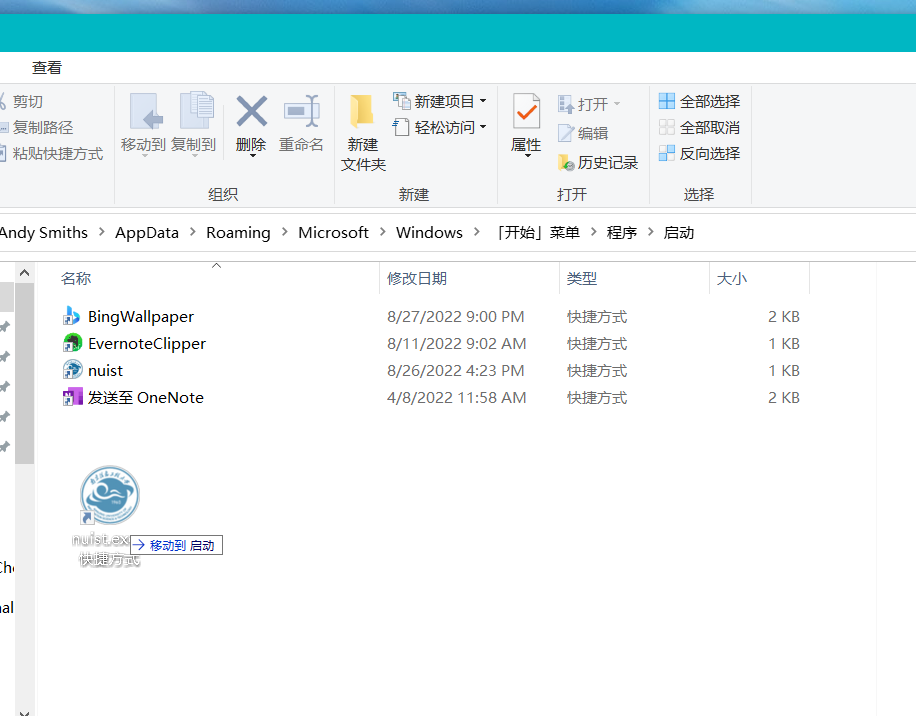 查看
剪切
复制路径
粘贴快捷方式
移动到
复制到
删除
重命名
组织
新建
文件夹
新建项目
轻松访问
新建
属性
打开
编辑
历史记录
打开
全部选择
全部取消
反向选择
选择
Andy Smiths > AppData > Roaming > Microsoft > Windows > 「开始」菜单 > 程序 > 启动
名称 修改日期 类型 大小
BingWallpaper 8/27/2022 9:00 PM 快捷方式 2 KB
EvernoteClipper 8/11/2022 9:02 AM 快捷方式 1 KB
nuist 8/26/2022 4:23 PM 快捷方式 1 KB
发送至 OneNote 4/8/2022 11:58 AM 快捷方式 2 KB
nuist.ex
移动到 启动
快捷方式